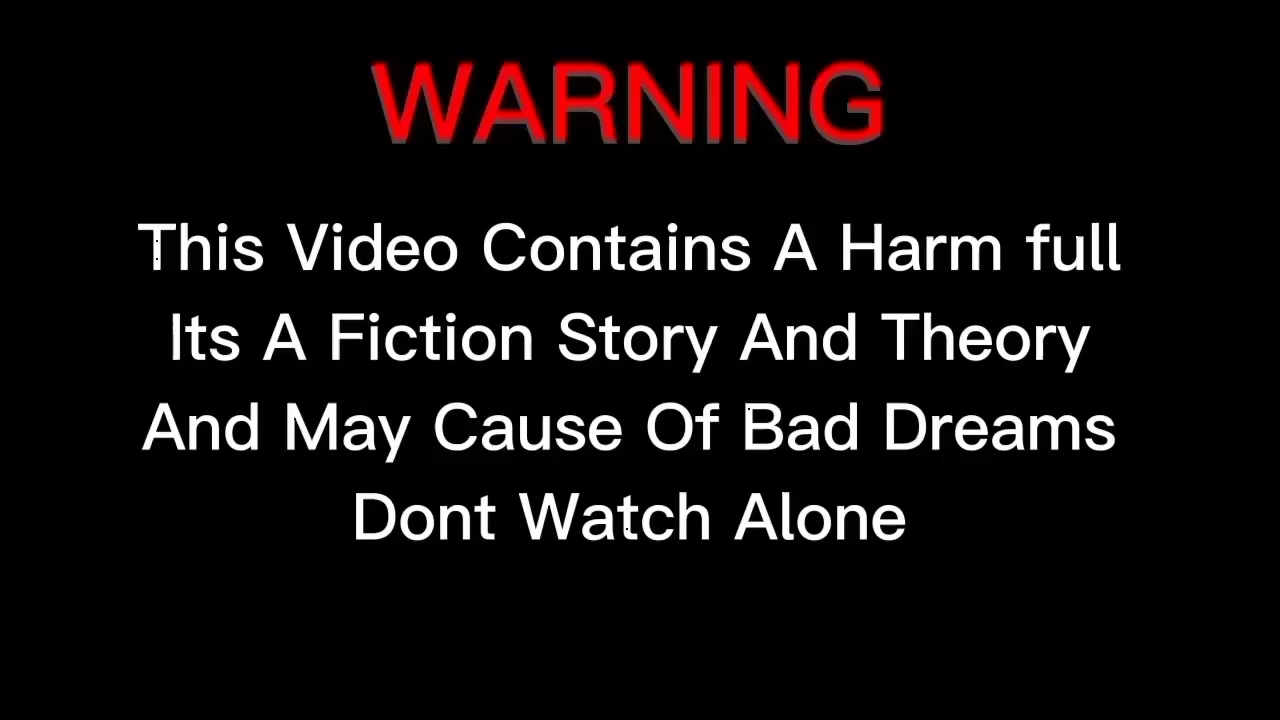 WARNING
This Video Contains A Harm full
Its A Fiction Story And Theory
And May Cause Of Bad Dreams
Dont Watch Alone